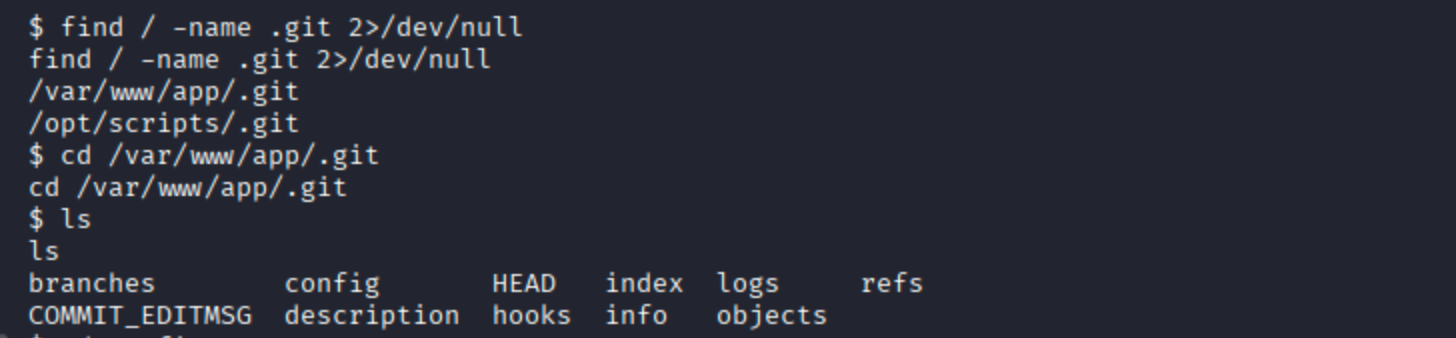 $ find / -name .git 2>/dev/null
find / -name .git 2>/dev/null
/var/www/app/.git
/opt/scripts/.git
$ cd /var/www/app/.git
cd /var/www/app/.git
$ ls
ls
branches        config       HEAD   index  logs     refs
COMMIT_EDITMSG  description  hooks  info   objects